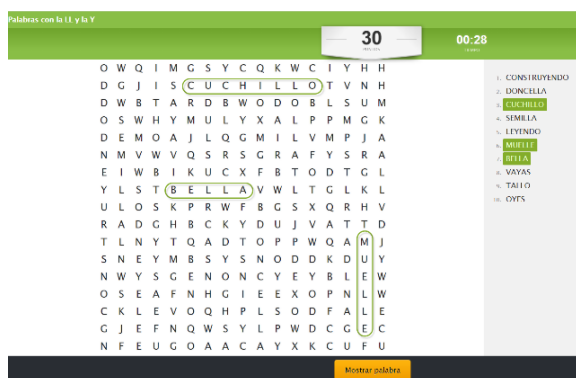 Palabras con la LL y la Y
30
00:28
O W Q I M G S Y C Q K W C I Y H H
D G J I S C U C H I L L O T V N H
D W B T A R D B W O D O B L S U M
O S W H Y M U L Y X A L P P M G K
D E M O A J L Q G M I L V M P J A
N M V W V Q S R S G R A F Y S R A
E I W B I K U C X F B T O D T G L
Y L S T B E L L A V W L T G L K L
U L O S K P R W F B G S X Q R H V
R A D G H B C K Y D U J V A T T D
T L N Y T Q A D T O P P W Q A M J
S N E Y M B S Y S N O D D K D U Y
N W Y S G E N O N C Y E Y B L E W
O S E A F N H G I E E X O P N L W
C K L E V O Q H P L S O D F A L E
G J E F N Q W S Y L P W D C G E C
N F E U G O A A C A Y X K C U F U
1. CONSTRUYENDO
2. DONCELLA
3. CUCHILLO
4. SEMILLA
5. LEYENDO
6. MUELLE
7. BELLA
8. VAYAS
9. TALLO
10. OYES
Mostrar palabra